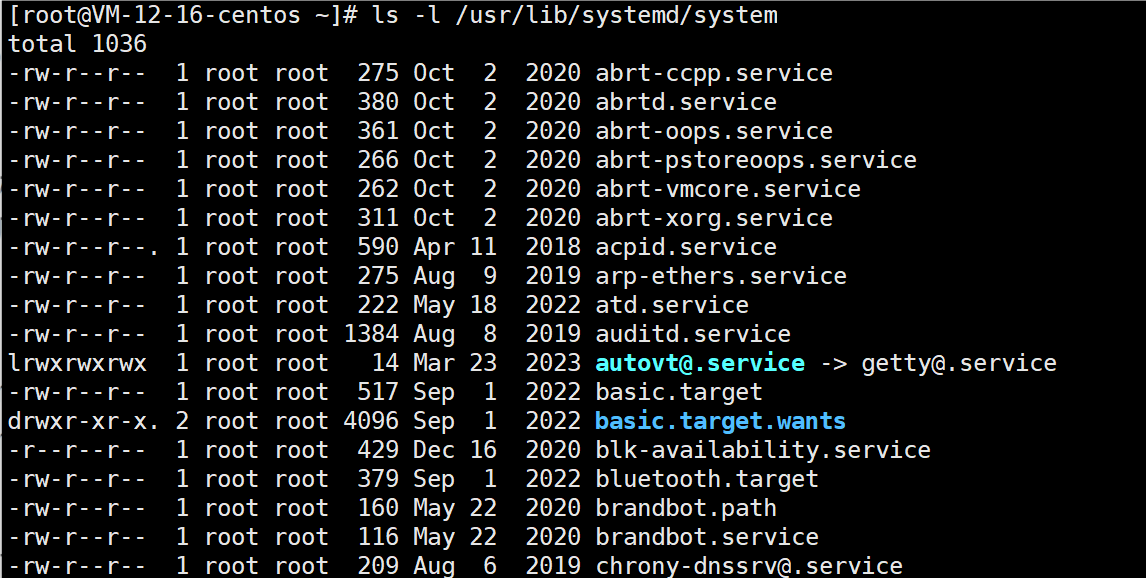 [root@VM-12-16-centos ~]# ls -l /usr/lib/systemd/system
total 1036
-rw-r--r--  1 root root  275 Oct  2  2020 abrt-ccpp.service
-rw-r--r--  1 root root  380 Oct  2  2020 abrtd.service
-rw-r--r--  1 root root  361 Oct  2  2020 abrt-oops.service
-rw-r--r--  1 root root  266 Oct  2  2020 abrt-pstoreoops.service
-rw-r--r--  1 root root  262 Oct  2  2020 abrt-vmcore.service
-rw-r--r--  1 root root  311 Oct  2  2020 abrt-xorg.service
-rw-r--r--. 1 root root  590 Apr 11  2018 acpid.service
-rw-r--r--  1 root root  275 Aug  9  2019 arp-ethers.service
-rw-r--r--  1 root root  222 May 18  2022 atd.service
-rw-r--r--  1 root root 1384 Aug  8  2019 auditd.service
lrwxrwxrwx  1 root root   14 Mar 23  2023 autovt@.service -> getty@.service
-rw-r--r--  1 root root  517 Sep  1  2022 basic.target
drwxr-xr-x. 2 root root 4096 Sep  1  2022 basic.target.wants
-r--r--r--  1 root root  429 Dec 16  2020 blk-availability.service
-rw-r--r--  1 root root  379 Sep  1  2022 bluetooth.target
-rw-r--r--  1 root root  160 May 22  2020 brandbot.path
-rw-r--r--  1 root root  116 May 22  2020 brandbot.service
-rw-r--r--  1 root root  209 Aug  6  2019 chrony-dnssrv@.service